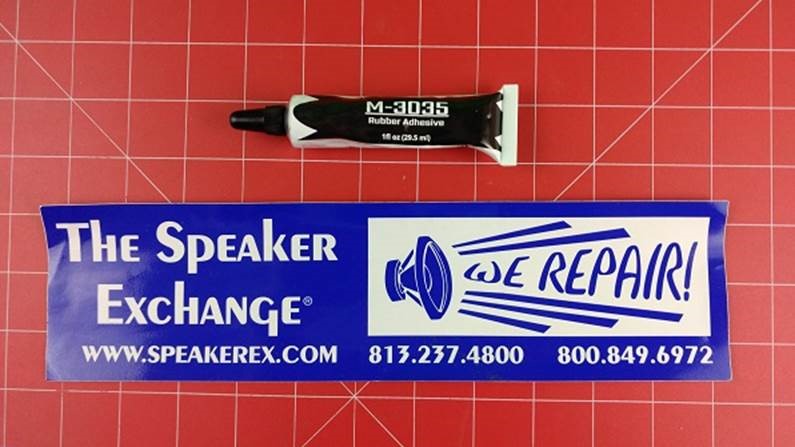 M-3035
Rubber Adhesive
1fl oz (29.5 ml)
The Speaker
Exchange®
WE REPAIR!
WWW.SPEAKEREX.COM 813.237.4800 800.849.6972